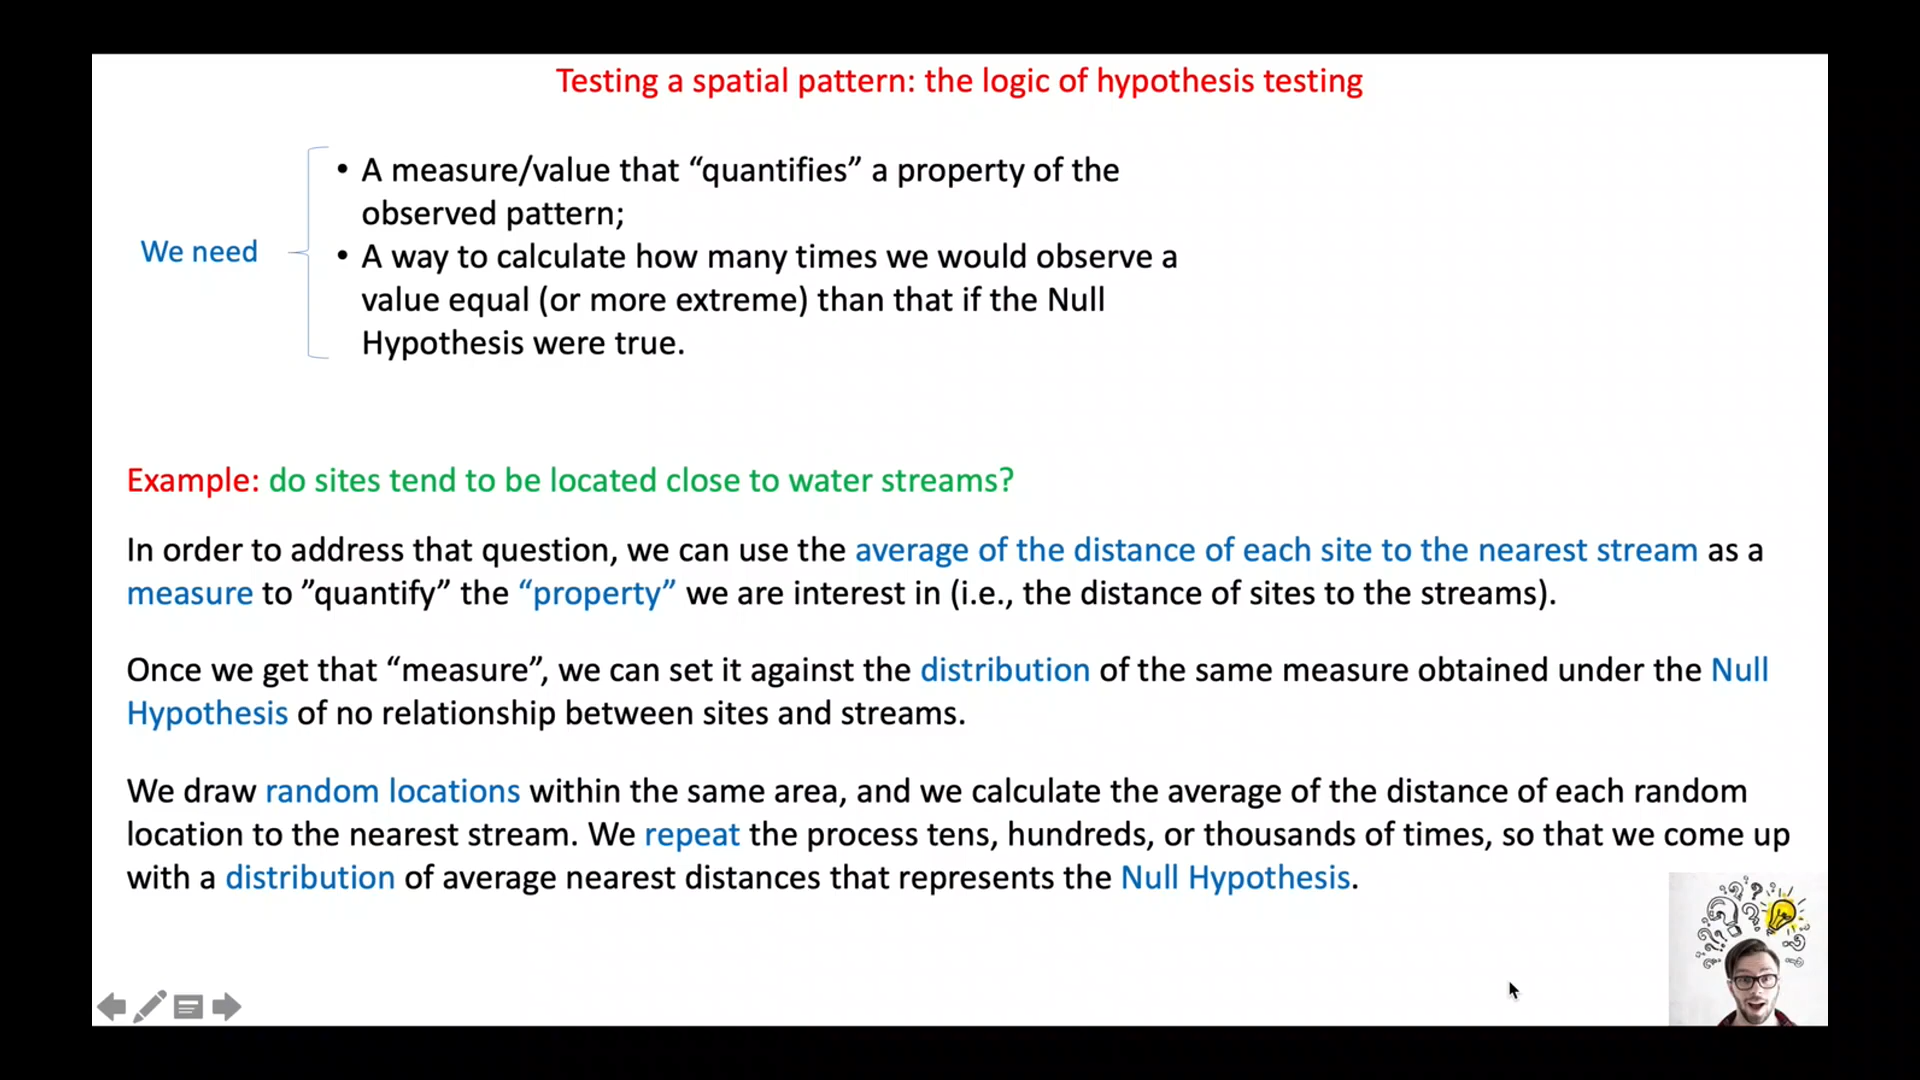 Testing a spatial pattern: the logic of hypothesis testing
We need
• A measure/value that “quantifies” a property of the
observed pattern;
• A way to calculate how many times we would observe a
value equal (or more extreme) than that if the Null
Hypothesis were true.
Example: do sites tend to be located close to water streams?
In order to address that question, we can use the average of the distance of each site to the nearest stream as a
measure to ”quantify” the “property” we are interest in (i.e., the distance of sites to the streams).
Once we get that “measure”, we can set it against the distribution of the same measure obtained under the Null
Hypothesis of no relationship between sites and streams.
We draw random locations within the same area, and we calculate the average of the distance of each random
location to the nearest stream. We repeat the process tens, hundreds, or thousands of times, so that we come up
with a distribution of average nearest distances that represents the Null Hypothesis.